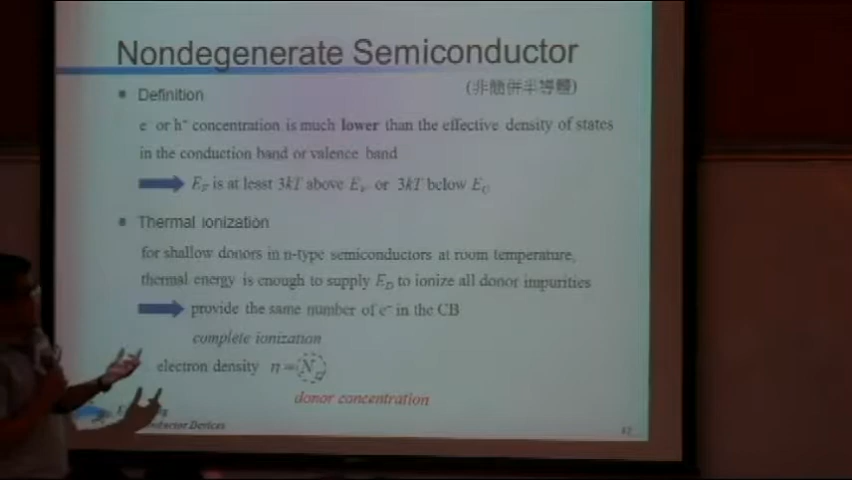 Nondegenerate Semiconductor
(非簡併半導體)
Definition
e⁻ or h⁺ concentration is much lower than the effective density of states
in the conduction band or valence band
E_F is at least 3kT above E_V or 3kT below E_C
Thermal ionization
for shallow donors in n-type semiconductors at room temperature,
thermal energy is enough to supply E_D to ionize all donor impurities
provide the same number of e⁻ in the CB
complete ionization
electron density n = N_D
donor concentration
Devices